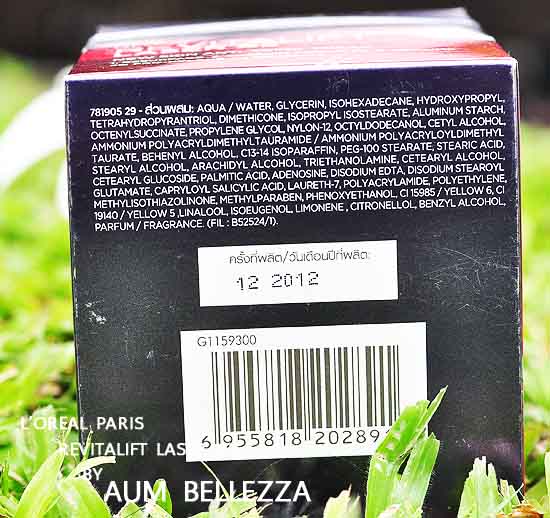 781905 29 - ส่วนผสม: AQUA / WATER, GLYCERIN, ISOHEXADECANE, HYDROXYPROPYL
TETRAHYDROPYRANTRIOL, DIMETHICONE, ISOPROPYL ISOSTEARATE, ALUMINUM STARCH
OCTENYLSUCCINATE, PROPYLENE GLYCOL, NYLON-12, OCTYLDODECANOL, CETYL ALCOHOL,
AMMONIUM POLYACRYLDIMETHYLTAURAMIDE / AMMONIUM POLYACRYLOYLDIMETHYL
TAURATE, BEHENYL ALCOHOL, C13-14 ISOPARAFFIN, PEG-100 STEARATE, STEARIC ACID,
STEARYL ALCOHOL, ARACHIDYL ALCOHOL, TRIETHANOLAMINE, CETEARYL ALCOHOL,
CETEARYL GLUCOSIDE, PALMITIC ACID, ADENOSINE, DISODIUM EDTA, DISODIUM STEAROYL
GLUTAMATE, CAPRYLOYL SALICYLIC ACID, LAURETH-7, POLYACRYLAMIDE, POLYETHYLENE,
METHYLISOTHIAZOLINONE, METHYLPARABEN, PHENOXYETHANOL, CI 15985 / YELLOW 6, CI
19140 / YELLOW 5 ,LINALOOL, ISOEUGENOL, LIMONENE , CITRONELLOL, BENZYL ALCOHOL,
PARFUM / FRAGRANCE. (FIL : B52524/1).
ครั้งที่ผลิต/วันเดือนปีที่ผลิต:
12 2012
G1159300
6 955818 20289
L'OREAL PARIS
REVITALIFT LAS
BY
AUM BELLEZZA